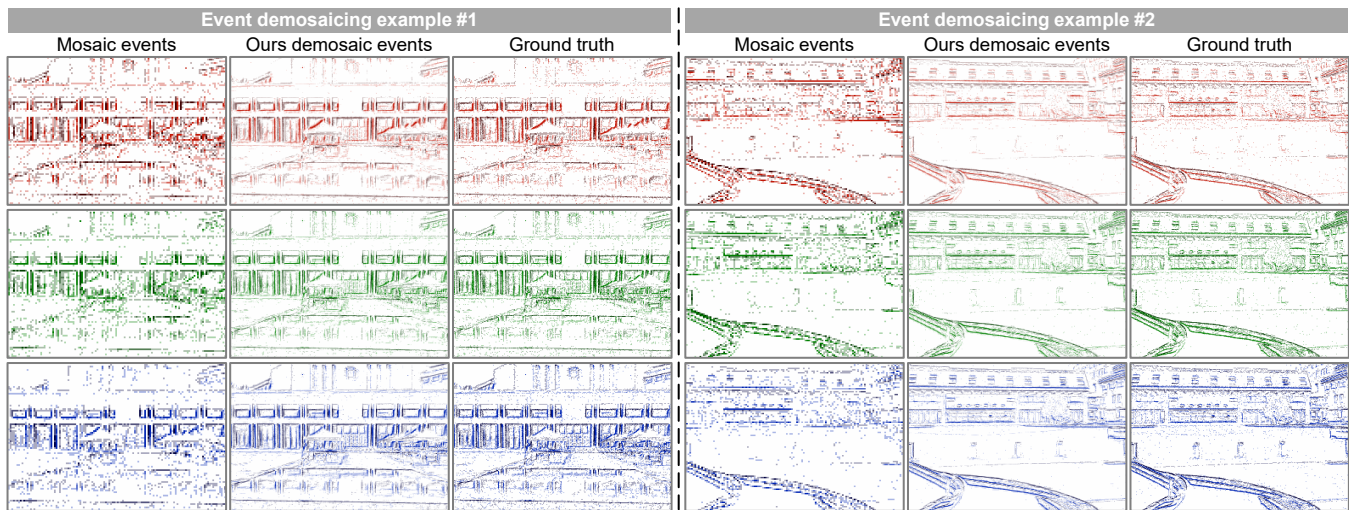 Event demosaicing example #1
Mosaic events
Ours demosaic events
Ground truth
Event demosaicing example #2
Mosaic events
Ours demosaic events
Ground truth